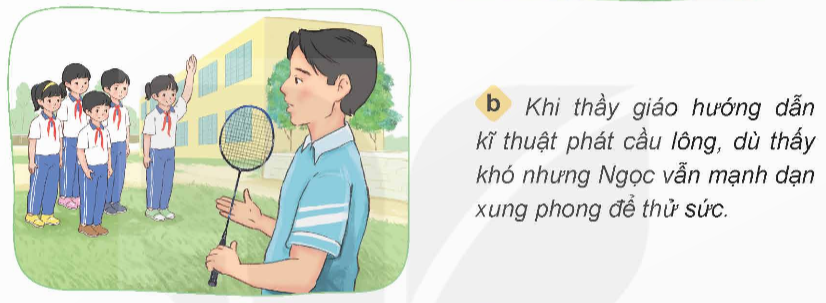 b Khi thầy giáo hướng dẫn
kĩ thuật phát cầu lông, dù thấy
khó nhưng Ngọc vẫn mạnh dạn
xung phong để thử sức.